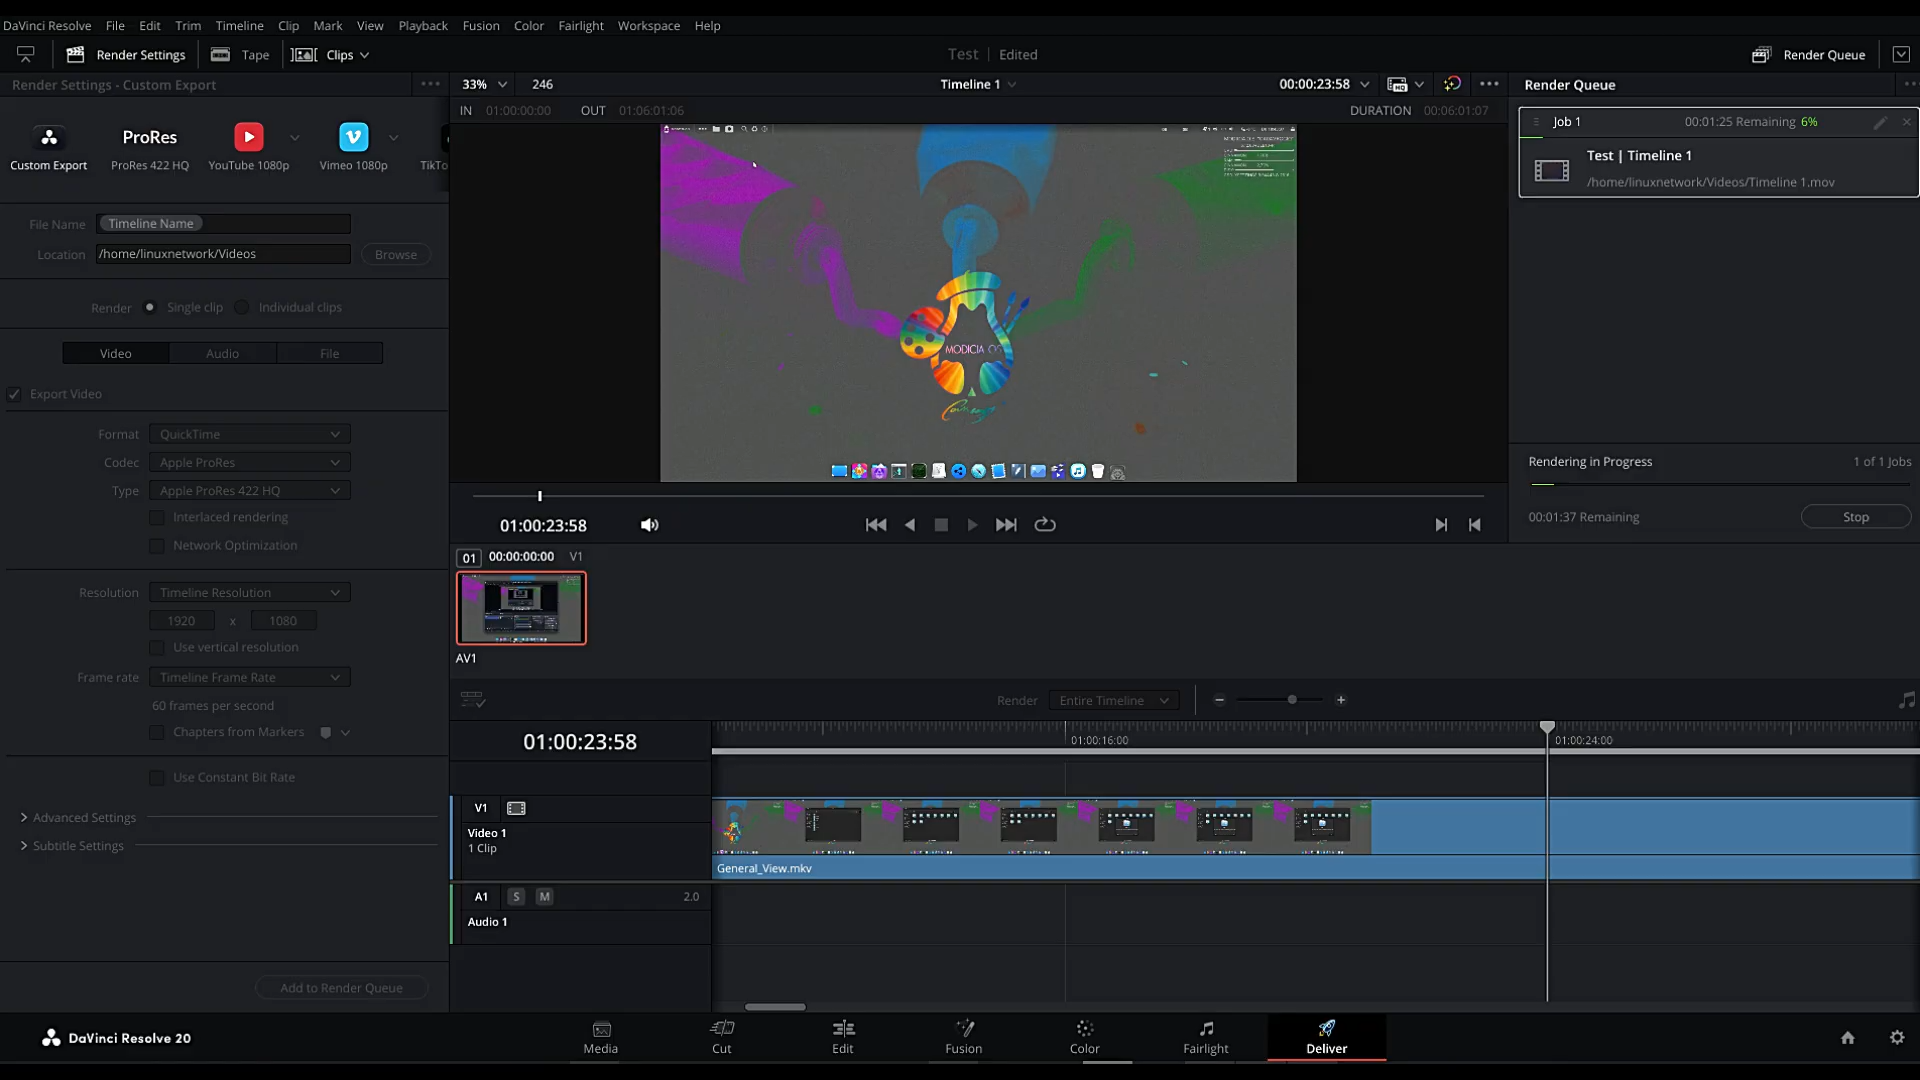 DaVinci Resolve File Edit Trim Timeline Clip Mark View Playback Fusion Color Fairlight Workspace Help
Render Settings Tape Clips Test Edited Render Queue
Render Settings - Custom Export
33% 246 Timeline 1 00:00:23:58 Render Queue
IN 01:00:00:00 OUT 01:06:01:06 DURATION 00:06:01:07
Job 1 00:01:25 Remaining 6%
Test | Timeline 1
/home/linuxnetwork/Videos/Timeline 1.mov
ProRes
Custom Export ProRes 422 HQ YouTube 1080p Vimeo 1080p TikTo
File Name Timeline Name
Location /home/linuxnetwork/Videos Browse
Render Single clip Individual clips
Video Audio File
Export Video
Format QuickTime
Codec Apple ProRes
Type Apple ProRes 422 HQ
Interlaced rendering
Network Optimization
Resolution Timeline Resolution
1920 x 1080
Use vertical resolution
Frame rate Timeline Frame Rate
60 frames per second
Chapters from Markers
Use Constant Bit Rate
Advanced Settings
Subtitle Settings
Add to Render Queue
MODICIA OS
Rendering in Progress 1 of 1 Jobs
00:01:37 Remaining Stop
01:00:23:58
01 00:00:00:00 V1
AV1
Render Entire Timeline
01:00:23:58
01:00:16:00 01:00:24:00
V1
Video 1
1 Clip
General_View.mkv
A1 S M 2.0
Audio 1
DaVinci Resolve 20
Media Cut Edit Fusion Color Fairlight Deliver